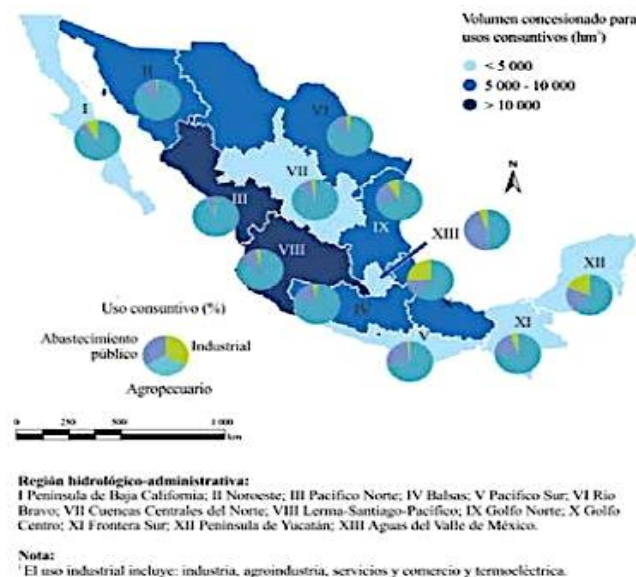 Volumen concesionado para
usos consuntivos (hm³)
< 5 000
5 000 - 10 000
> 10 000
N
I
II
VI
VII
III
IX
XIII
VIII
XII
IV
XI
V
Uso consuntivo (%)
Abastecimiento
público
Industrial
Agropecuario
0 250 500 1 000
km
Región hidrológico-administrativa:
I Península de Baja California; II Noroeste; III Pacífico Norte; IV Balsas; V Pacífico Sur; VI Río
Bravo; VII Cuencas Centrales del Norte; VIII Lerma-Santiago-Pacífico; IX Golfo Norte; X Golfo
Centro; XI Frontera Sur; XII Península de Yucatán; XIII Aguas del Valle de México.
Nota:
¹ El uso industrial incluye: industria, agroindustria, servicios y comercio y termoeléctrica.